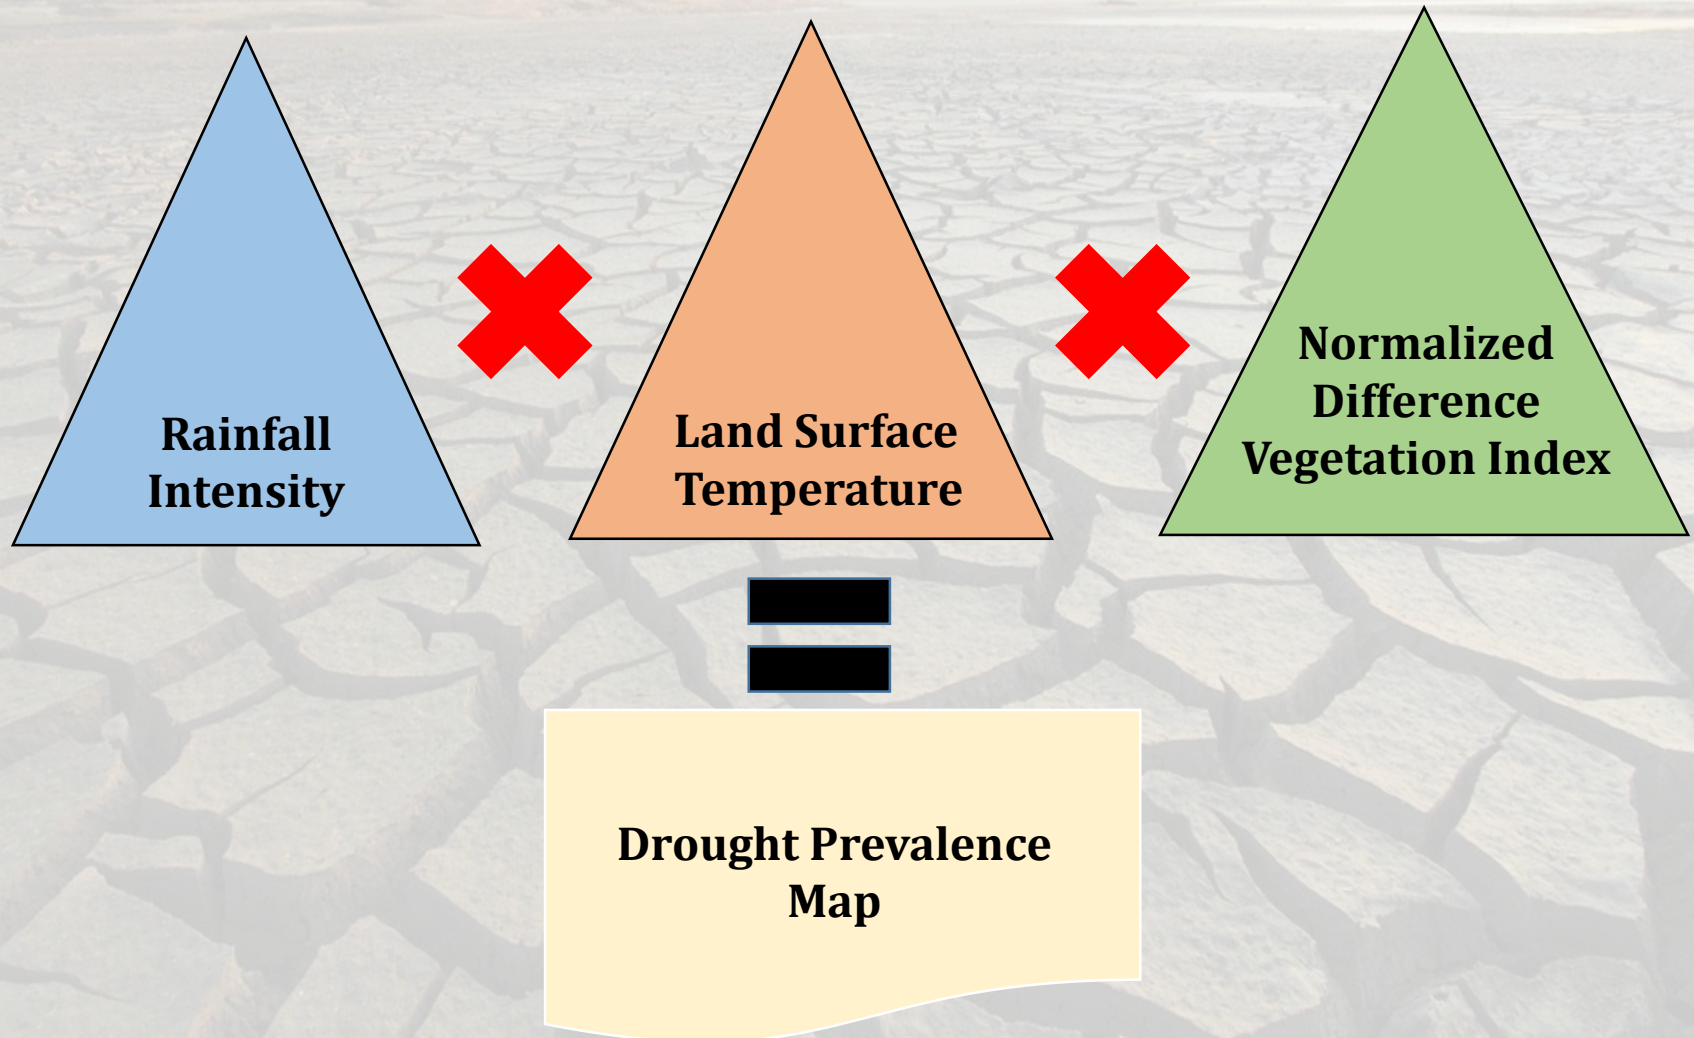 Rainfall
Intensity
Land Surface
Temperature
Normalized
Difference
Vegetation Index
Drought Prevalence
Map